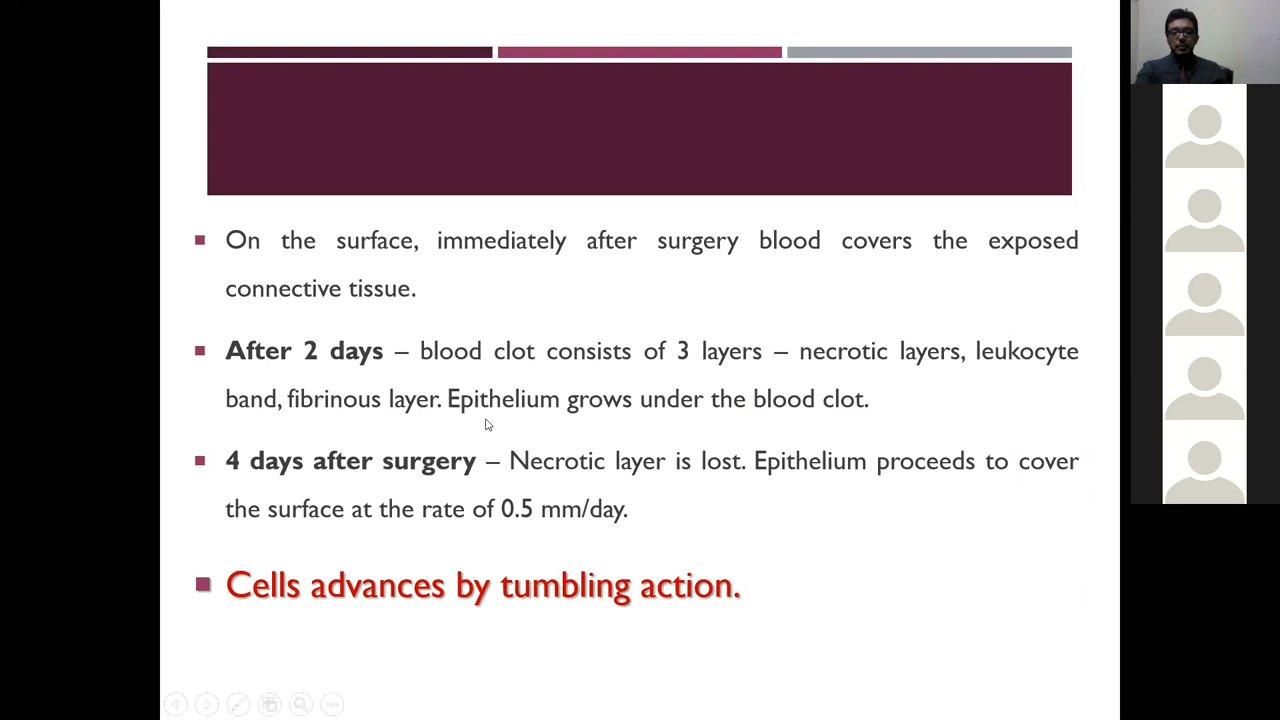 On the surface, immediately after surgery blood covers the exposed
connective tissue.
After 2 days – blood clot consists of 3 layers – necrotic layers, leukocyte
band, fibrinous layer. Epithelium grows under the blood clot.
4 days after surgery – Necrotic layer is lost. Epithelium proceeds to cover
the surface at the rate of 0.5 mm/day.
Cells advances by tumbling action.